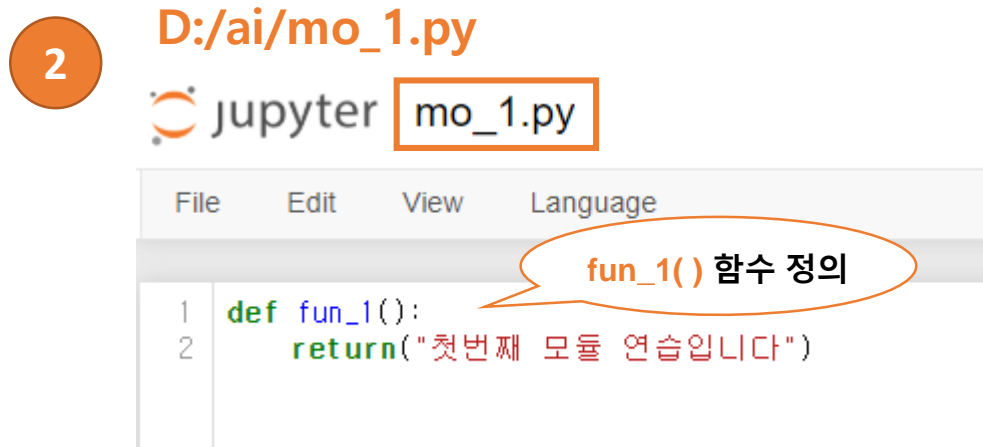 2
D:/ai/mo_1.py
jupyter mo_1.py
File Edit View Language
fun_1( ) 함수 정의
1 def fun_1():
2 return("첫번째 모듈 연습입니다")